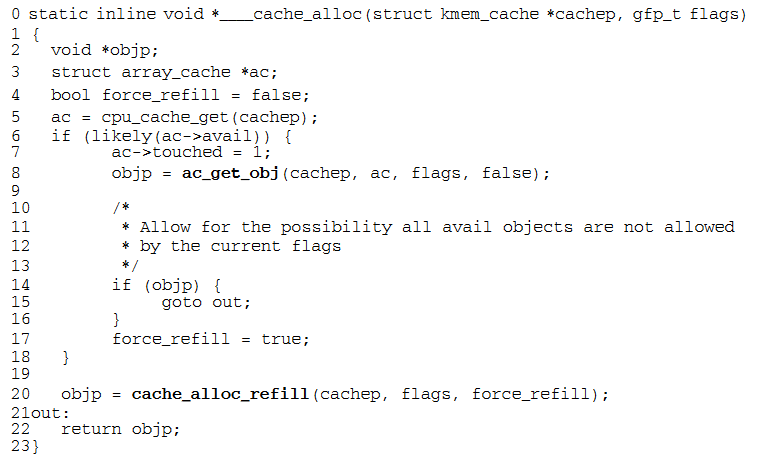 0 static inline void *____cache_alloc(struct kmem_cache *cachep, gfp_t flags)
1 {
2   void *objp;
3   struct array_cache *ac;
4   bool force_refill = false;
5   ac = cpu_cache_get(cachep);
6   if (likely(ac->avail)) {
7         ac->touched = 1;
8         objp = ac_get_obj(cachep, ac, flags, false);
9
10        /*
11         * Allow for the possibility all avail objects are not allowed
12         * by the current flags
13         */
14        if (objp) {
15             goto out;
16        }
17        force_refill = true;
18   }
19
20   objp = cache_alloc_refill(cachep, flags, force_refill);
21out:
22   return objp;
23}